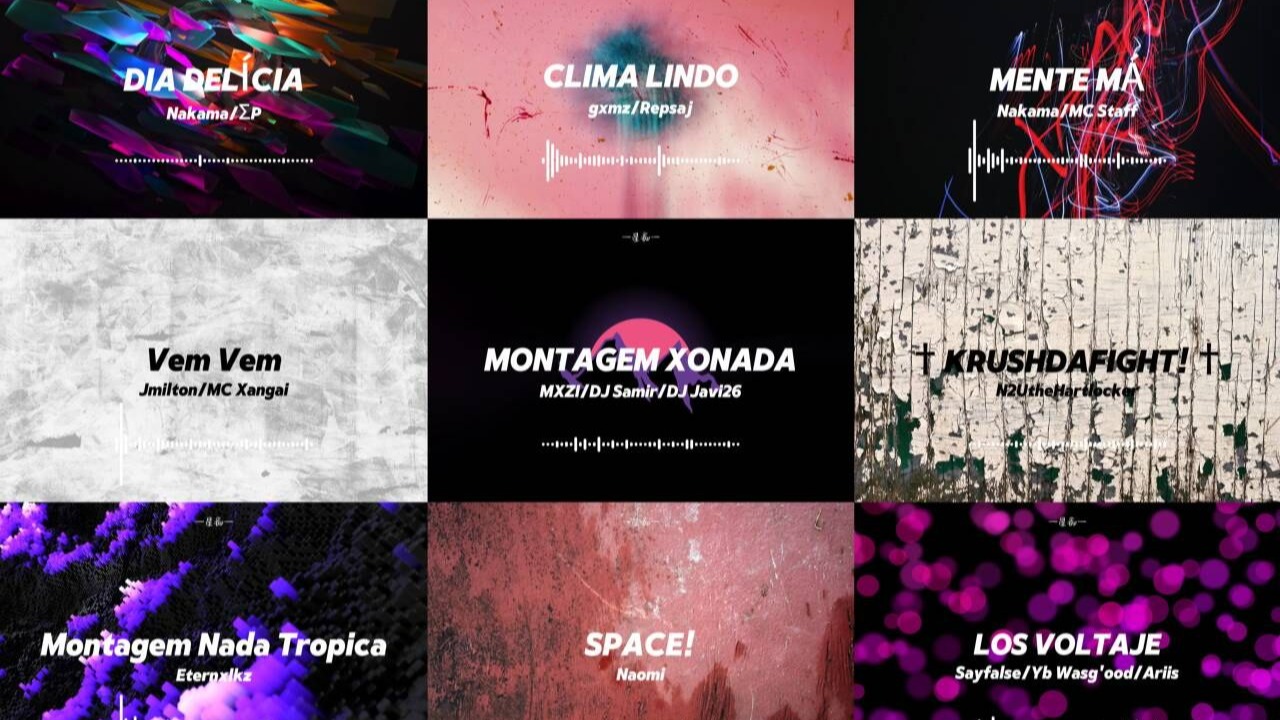 DIA DELÍCIA
Nakama/ΣP
CLIMA LINDO
gxmz/Repsaj
MENTE MÁ
Nakama/MC Staff
Vem Vem
Jmilton/MC Xangai
MONTAGEM XONADA
MXZI/DJ Samir/DJ Javi26
† KRUSHDAFIGHT! †
N2UtheHartlocker
Montagem Nada Tropica
Eternxlkz
SPACE!
Naomi
LOS VOLTAJE
Sayfalse/Yb Wasg'ood/Ariis